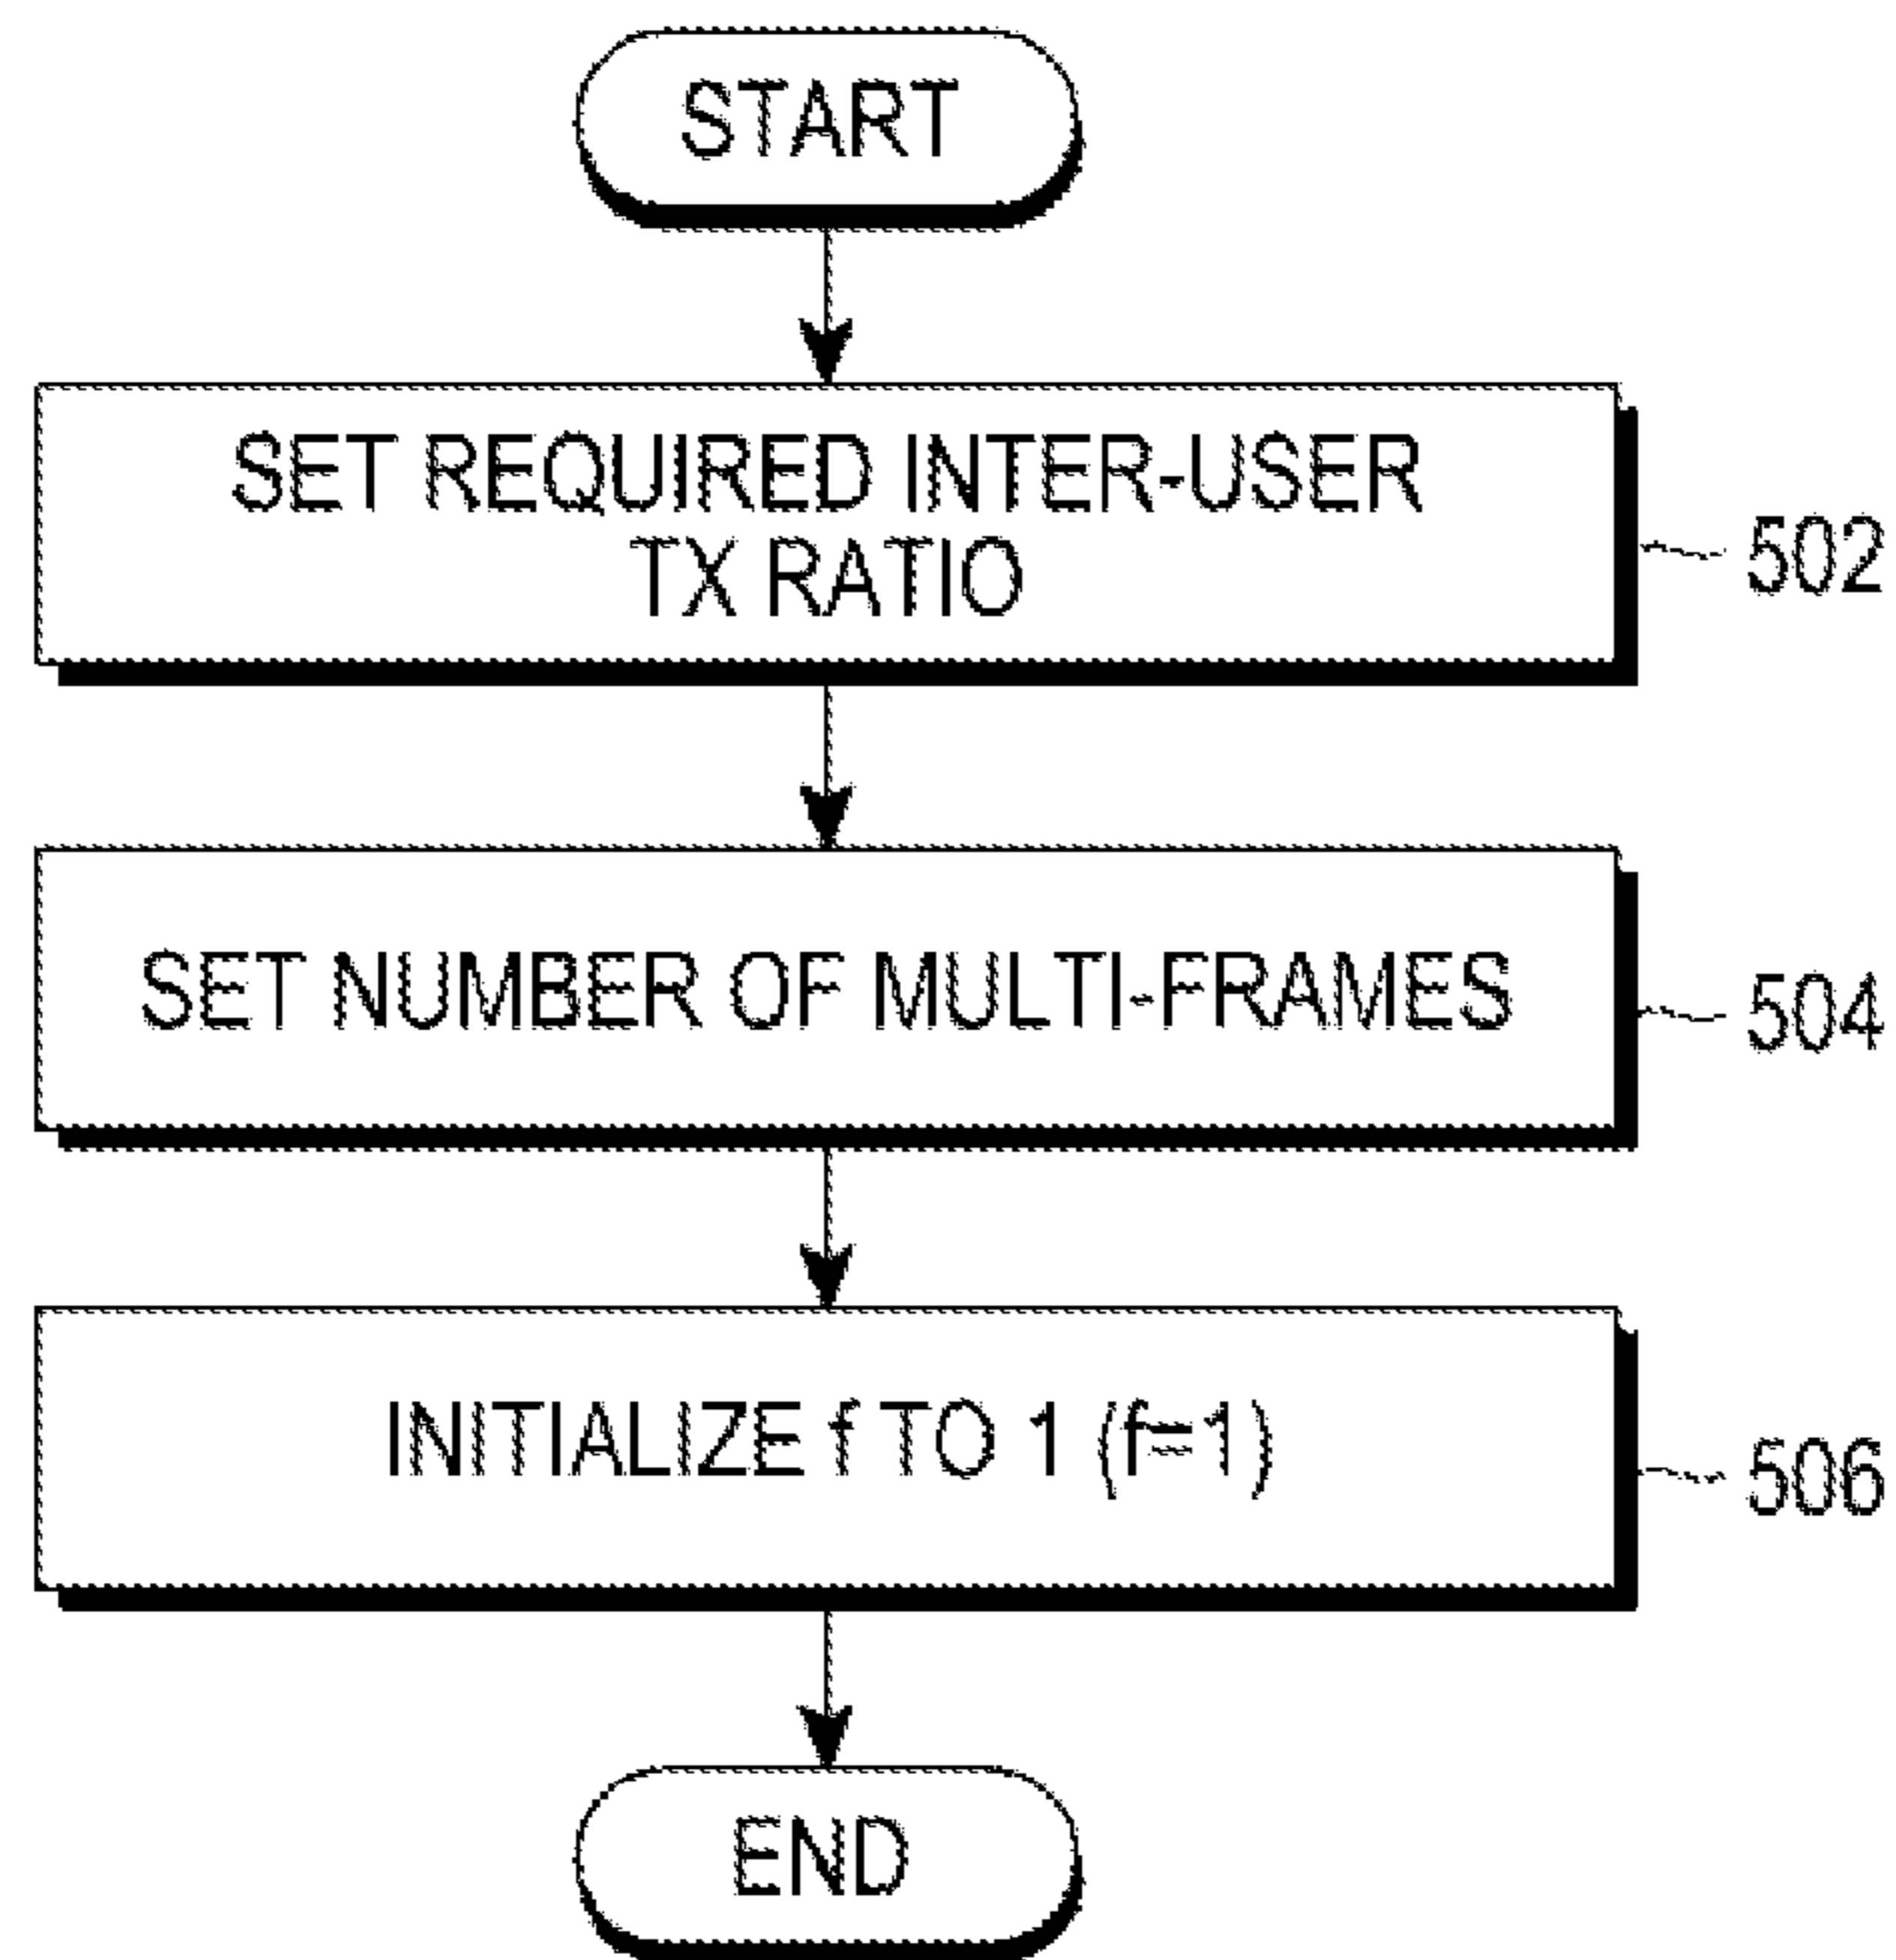 START
SET REQUIRED INTER-USER
TX RATIO
502
SET NUMBER OF MULTI-FRAMES
504
INITIALIZE f TO 1 (f=1)
506
END